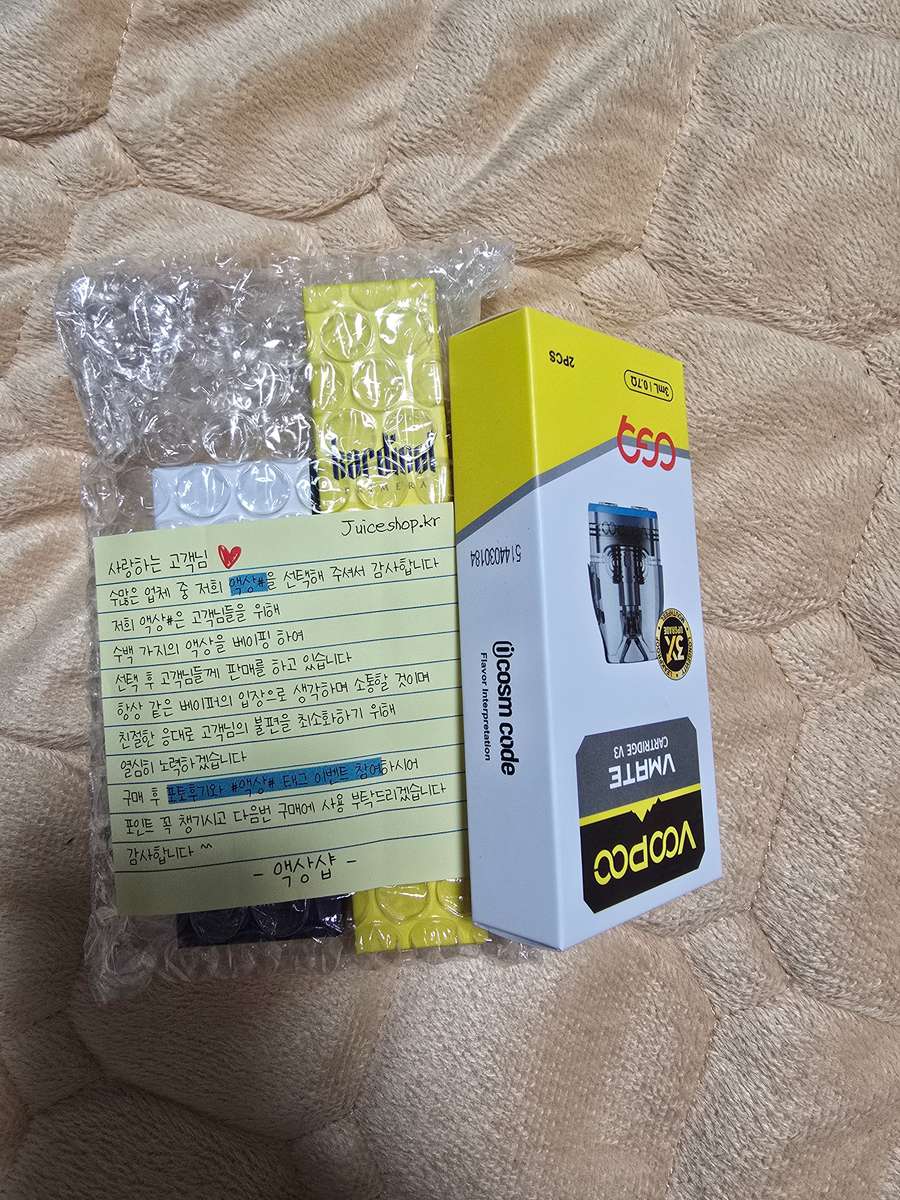 Juiceshop.kr
사랑하는 고객님
수많은 업체 중 저희 액상#을 선택해 주셔서 감사합니다
저희 액상#은 고객님들을 위해
수백 가지의 액상을 베이핑 하여
선택 후 고객님들께 판매를 하고 있습니다
항상 같은 베이퍼의 입장으로 생각하며 소통할 것이며
친절한 응대로 고객님의 불편을 최소화하기 위해
열심히 노력하겠습니다
구매 후 포토후기와 #액상# 태그 이벤트 참여하시어
포인트 꼭 챙기시고 다음번 구매에 사용 부탁드리겠습니다
감사합니다 ^^
- 액상샵 -
VOOPOO
VMATE
CARTRIDGE V3
3X
UPGRADE
3mL | 0.7Ω
2PCS
icosm code
Flavor Interpretation